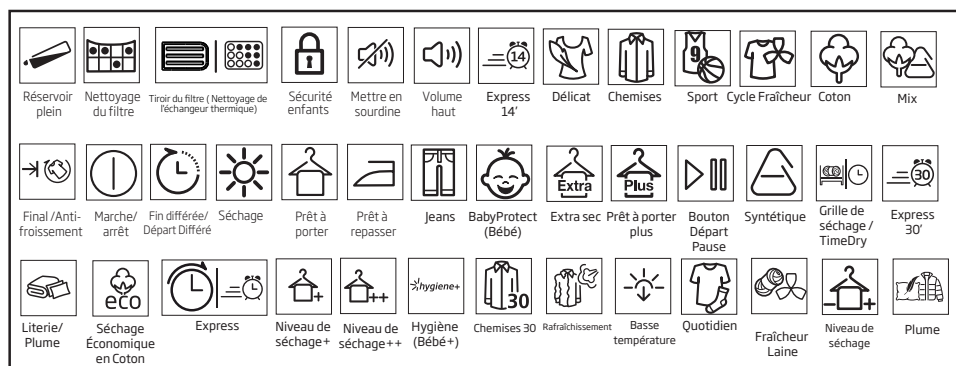 14
9
Réservoir plein
Nettoyage du filtre
Tiroir du filtre ( Nettoyage de l'échangeur thermique)
Sécurité enfants
Mettre en sourdine
Volume haut
Express 14'
Délicat
Chemises
Sport
Cycle Fraîcheur
Coton
Mix
Extra
Plus
30
Final /Anti-froissement
Marche/ arrêt
Fin différée/ Départ Différé
Séchage
Prêt à porter
Prêt à repasser
Jeans
BabyProtect (Bébé)
Extra sec
Prêt à porter plus
Bouton Départ Pause
Syntétique
Grille de séchage / TimeDry
Express 30'
eco
+
++
hygiene+
30
- +
Literie/ Plume
Séchage Économique en Coton
Express
Niveau de séchage+
Niveau de séchage++
Hygiène (Bébé+)
Chemises 30
Rafraîchissement
Basse température
Quotidien
Fraîcheur Laine
Niveau de séchage
Plume